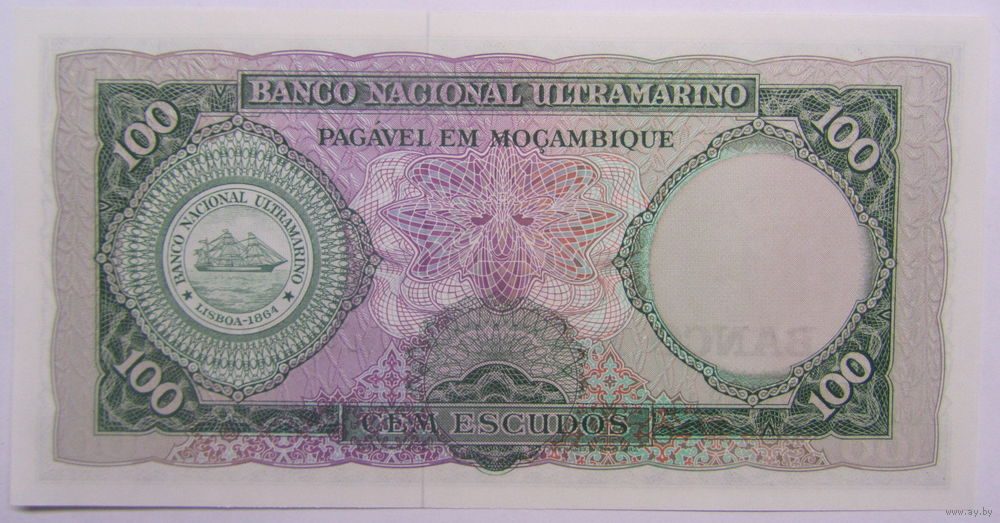 100
100
BANCO NACIONAL ULTRAMARINO
PAGÁVEL EM MOÇAMBIQUE
BANCO NACIONAL ULTRAMARINO
LISBOA-1864
BANC
100
100
CEM ESCUDOS
www.ay.by